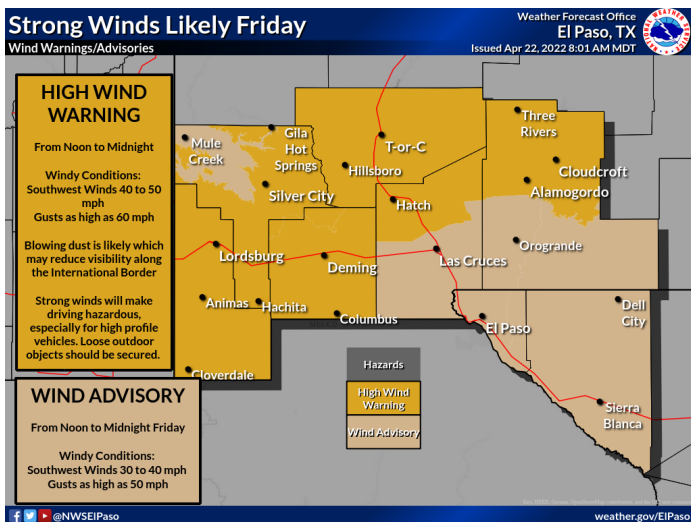 Strong Winds Likely Friday
Wind Warnings/Advisories
Weather Forecast Office
El Paso, TX
Issued Apr 22, 2022 8:01 AM MDT
NATIONAL WEATHER SERVICE
HIGH WIND
WARNING
From Noon to Midnight
Windy Conditions:
Southwest Winds 40 to 50
mph
Gusts as high as 60 mph
Blowing dust is likely which
may reduce visibility along
the International Border
Strong winds will make
driving hazardous,
especially for high profile
vehicles. Loose outdoor
objects should be secured.
WIND ADVISORY
From Noon to Midnight Friday
Windy Conditions:
Southwest Winds 30 to 40 mph
Gusts as high as 50 mph
Mule
Creek
Gila
Hot
Springs
T-or-C
Three
Rivers
Hillsboro
Cloudcroft
Silver City
Alamogordo
Hatch
Lordsburg
Deming
Las Cruces
Orogrande
Animas
Hachita
Columbus
El Paso
Dell
City
Cloverdale
Sierra
Blanca
Hazards
High Wind
Warning
Wind Advisory
@NWSElPaso
weather.gov/ElPaso